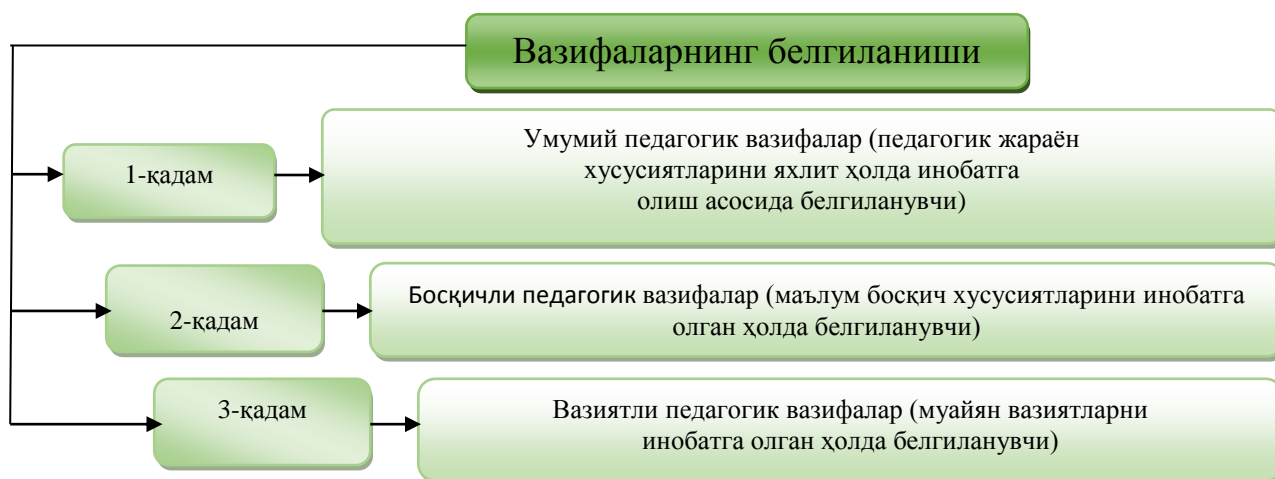 Вазифаларнинг белгиланиши
1-қадам
Умумий педагогик вазифалар (педагогик жараён
хусусиятларини яхлит ҳолда инобатга
олиш асосида белгиланувчи)
2-қадам
Босқичли педагогик вазифалар (маълум босқич хусусиятларини инобатга
олган ҳолда белгиланувчи)
3-қадам
Вазиятли педагогик вазифалар (муайян вазиятларни
инобатга олган ҳолда белгиланувчи)